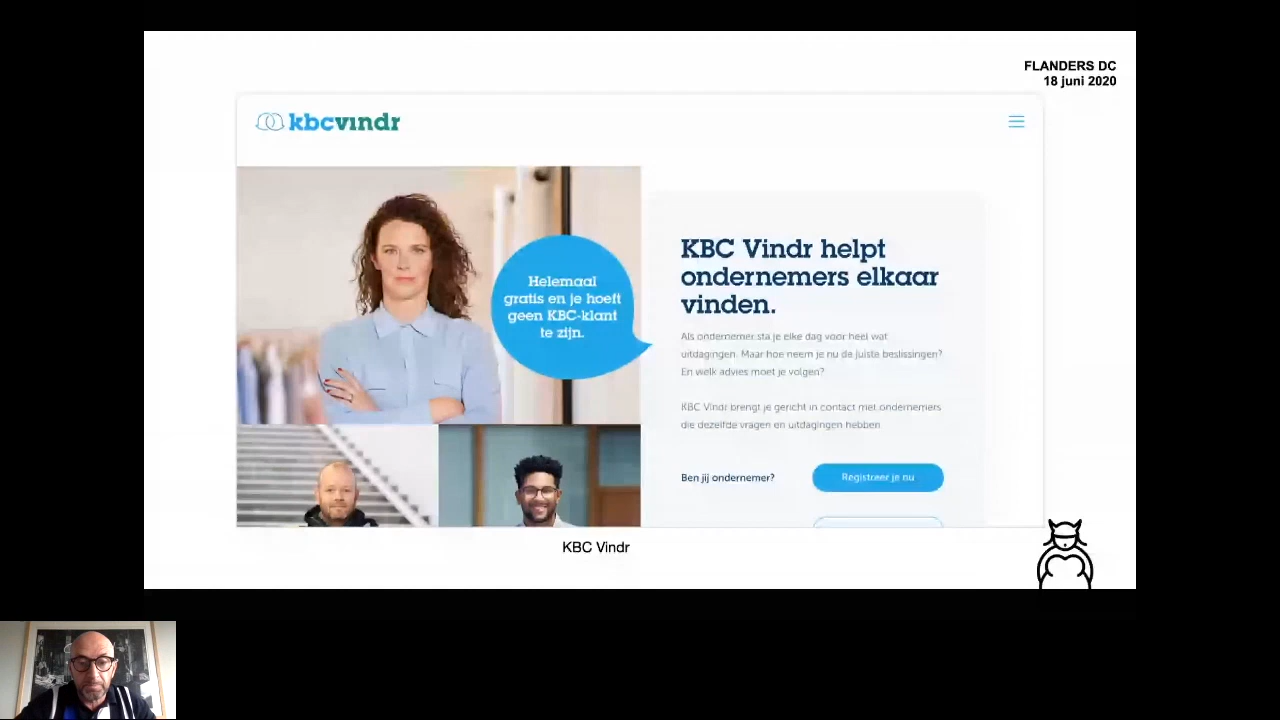 FLANDERS DC
18 juni 2020
kbcvindr
Helemaal
gratis en je hoeft
geen KBC-klant
te zijn.
KBC Vindr helpt
ondernemers elkaar
vinden.
Als ondernemer sta je elke dag voor heel wat
uitdagingen. Maar hoe neem je nu de juiste beslissingen?
En welk advies moet je volgen?
KBC Vindr brengt je gericht in contact met ondernemers
die dezelfde vragen en uitdagingen hebben
Ben jij ondernemer?
Registreer je nu
KBC Vindr